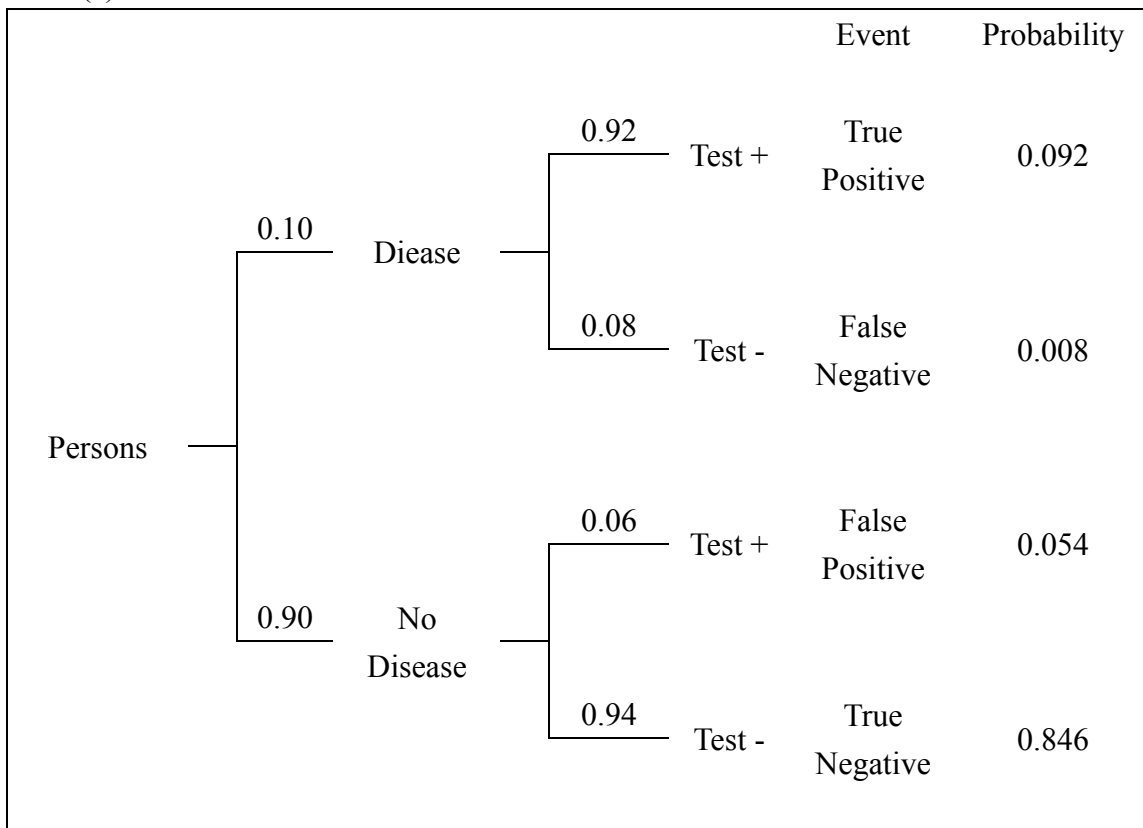 Event Probability
0.92
Test + True Positive 0.092
0.10
Diease
0.08
Test - False Negative 0.008
Persons
0.06
Test + False Positive 0.054
0.90
No Disease
0.94
Test - True Negative 0.846